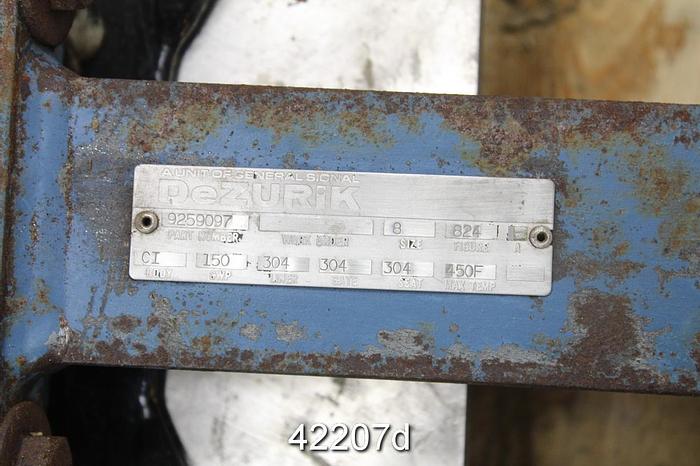 A UNIT OF GENERAL SIGNAL
DeZURiK
9259097 8 824
PART NUMBER WORK ORDER SIZE FIGURE A
CI 150 304 304 304 450F
BODY CWP LINER GATE SEAT MAX TEMP
42207d